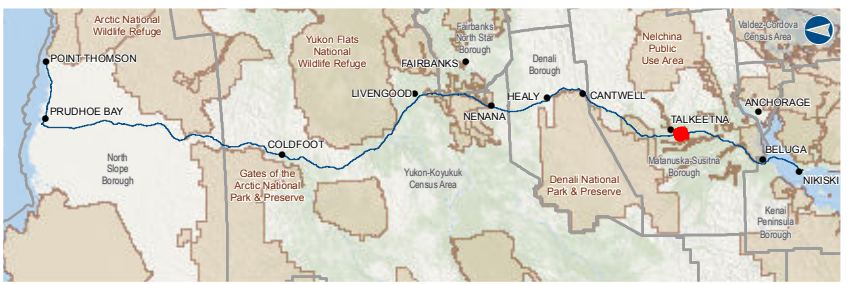 Arctic National
Wildlife Refuge
POINT THOMSON
PRUDHOE BAY
North
Slope
Borough
COLDFOOT
Gates of the
Arctic National
Park & Preserve
Yukon Flats
National
Wildlife Refuge
LIVENGOOD
FAIRBANKS
Fairbanks
North Star
Borough
NENANA
Yukon-Koyukuk
Census Area
Denali
Borough
HEALY
CANTWELL
Denali National
Park & Preserve
Nelchina
Public
Use Area
TALKEETNA
Matanuska-Susitna
Borough
Valdez-Cordova
Census Area
ANCHORAGE
BELUGA
NIKISKI
Kenai
Peninsula
Borough